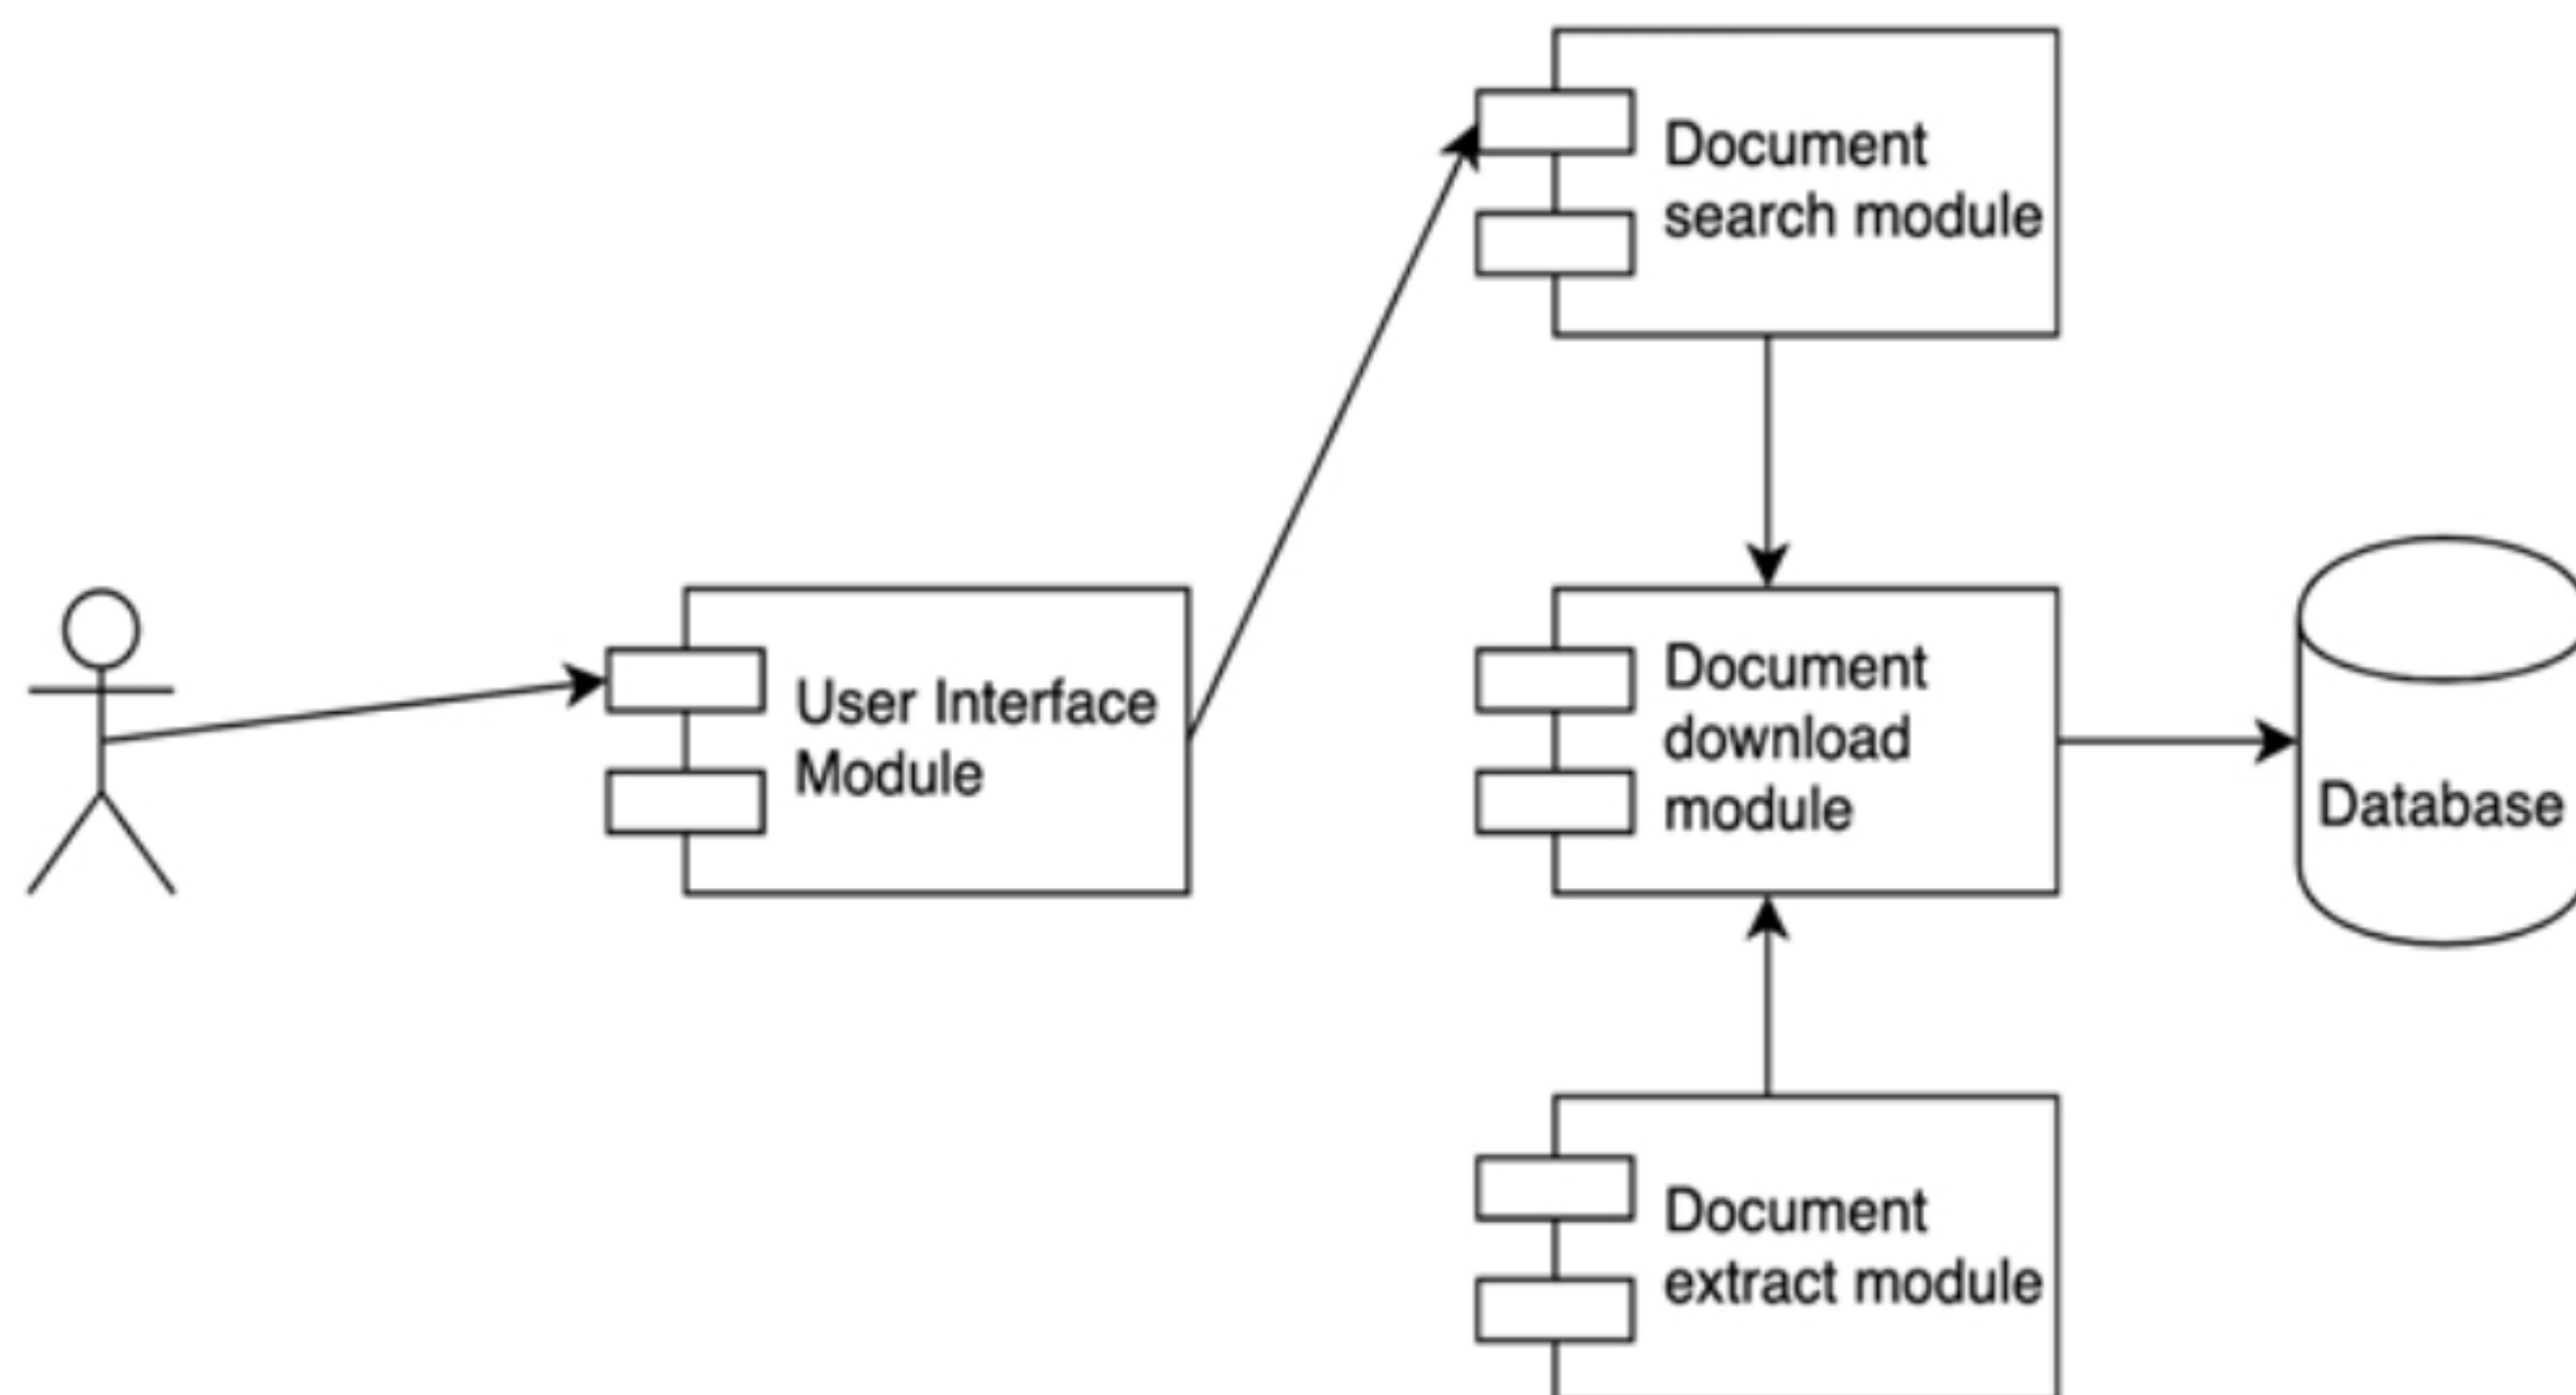 Document
search module
User Interface
Module
Document
download
module
Database
Document
extract module